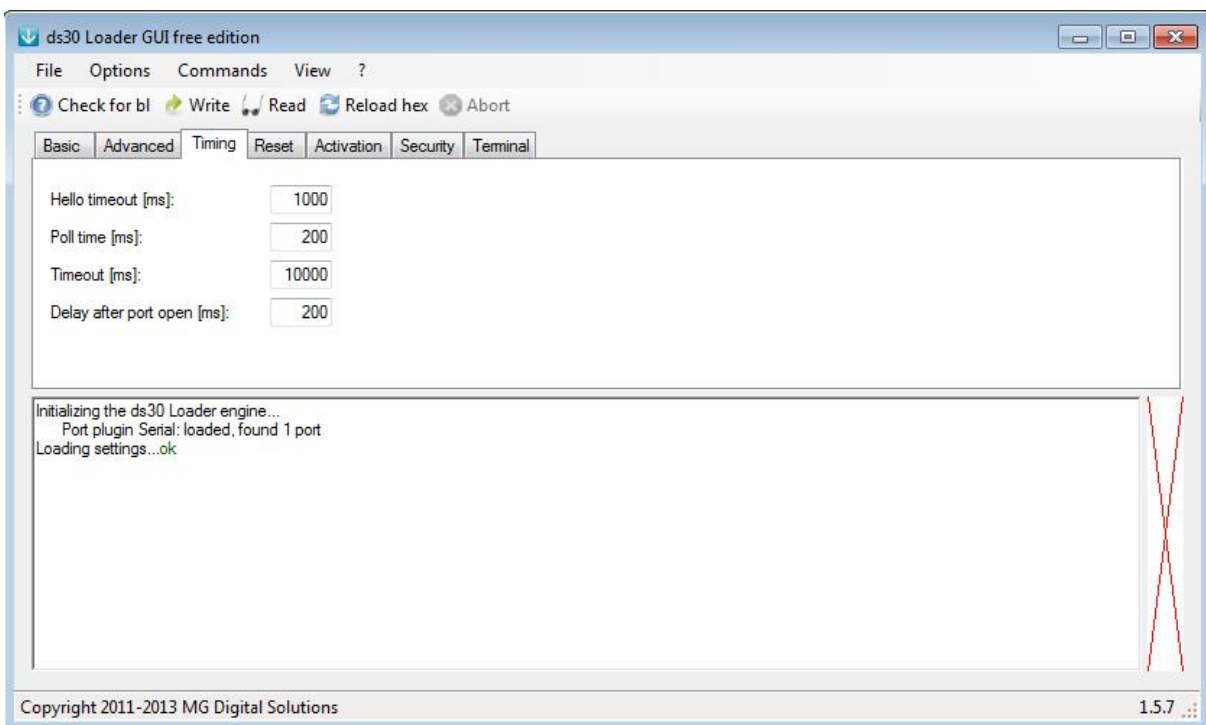 ds30 Loader GUI free edition
File Options Commands View ?
Check for bl Write Read Reload hex Abort
Basic Advanced Timing Reset Activation Security Terminal
Hello timeout [ms]: 1000
Poll time [ms]: 200
Timeout [ms]: 10000
Delay after port open [ms]: 200
Initializing the ds30 Loader engine...
Port plugin Serial: loaded, found 1 port
Loading settings...ok
Copyright 2011-2013 MG Digital Solutions 1.5.7